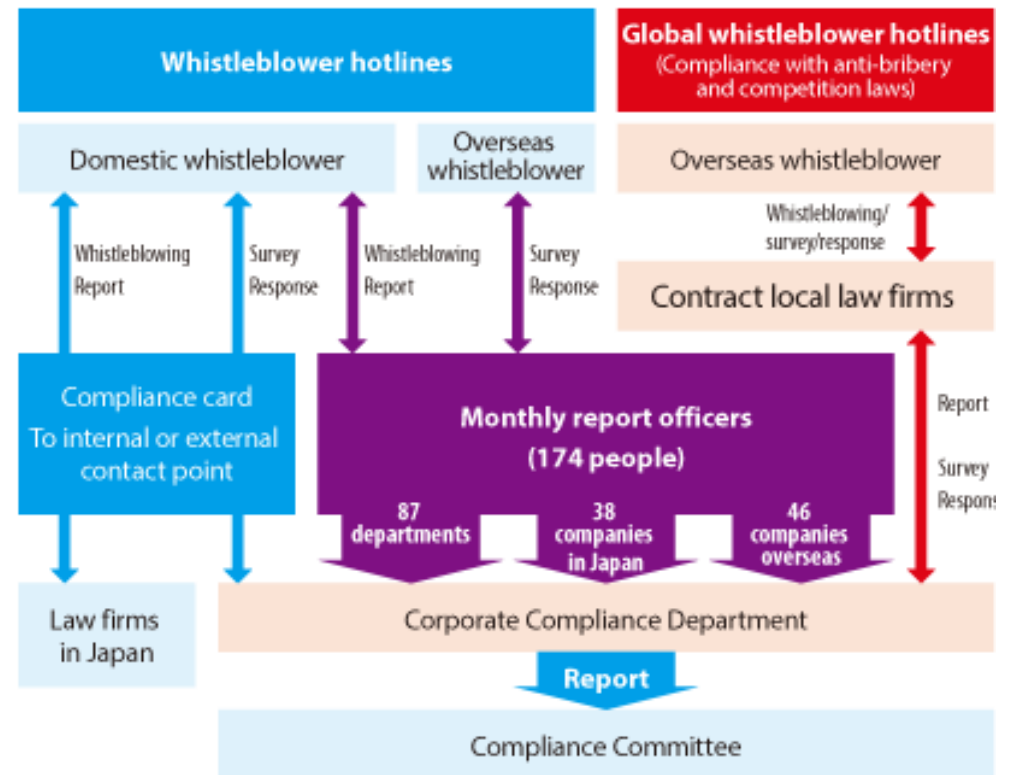 Whistleblower hotlines
Global whistleblower hotlines
(Compliance with anti-bribery
and competition laws)
Domestic whistleblower
Overseas
whistleblower
Overseas whistleblower
Whistleblowing
Report
Survey
Response
Whistleblowing
Report
Survey
Response
Whistleblowing/
survey/response
Contract local law firms
Compliance card
To internal or external
contact point
Monthly report officers
(174 people)
87
departments
38
companies
in Japan
46
companies
overseas
Report
Survey
Respons
Law firms
in Japan
Corporate Compliance Department
Report
Compliance Committee